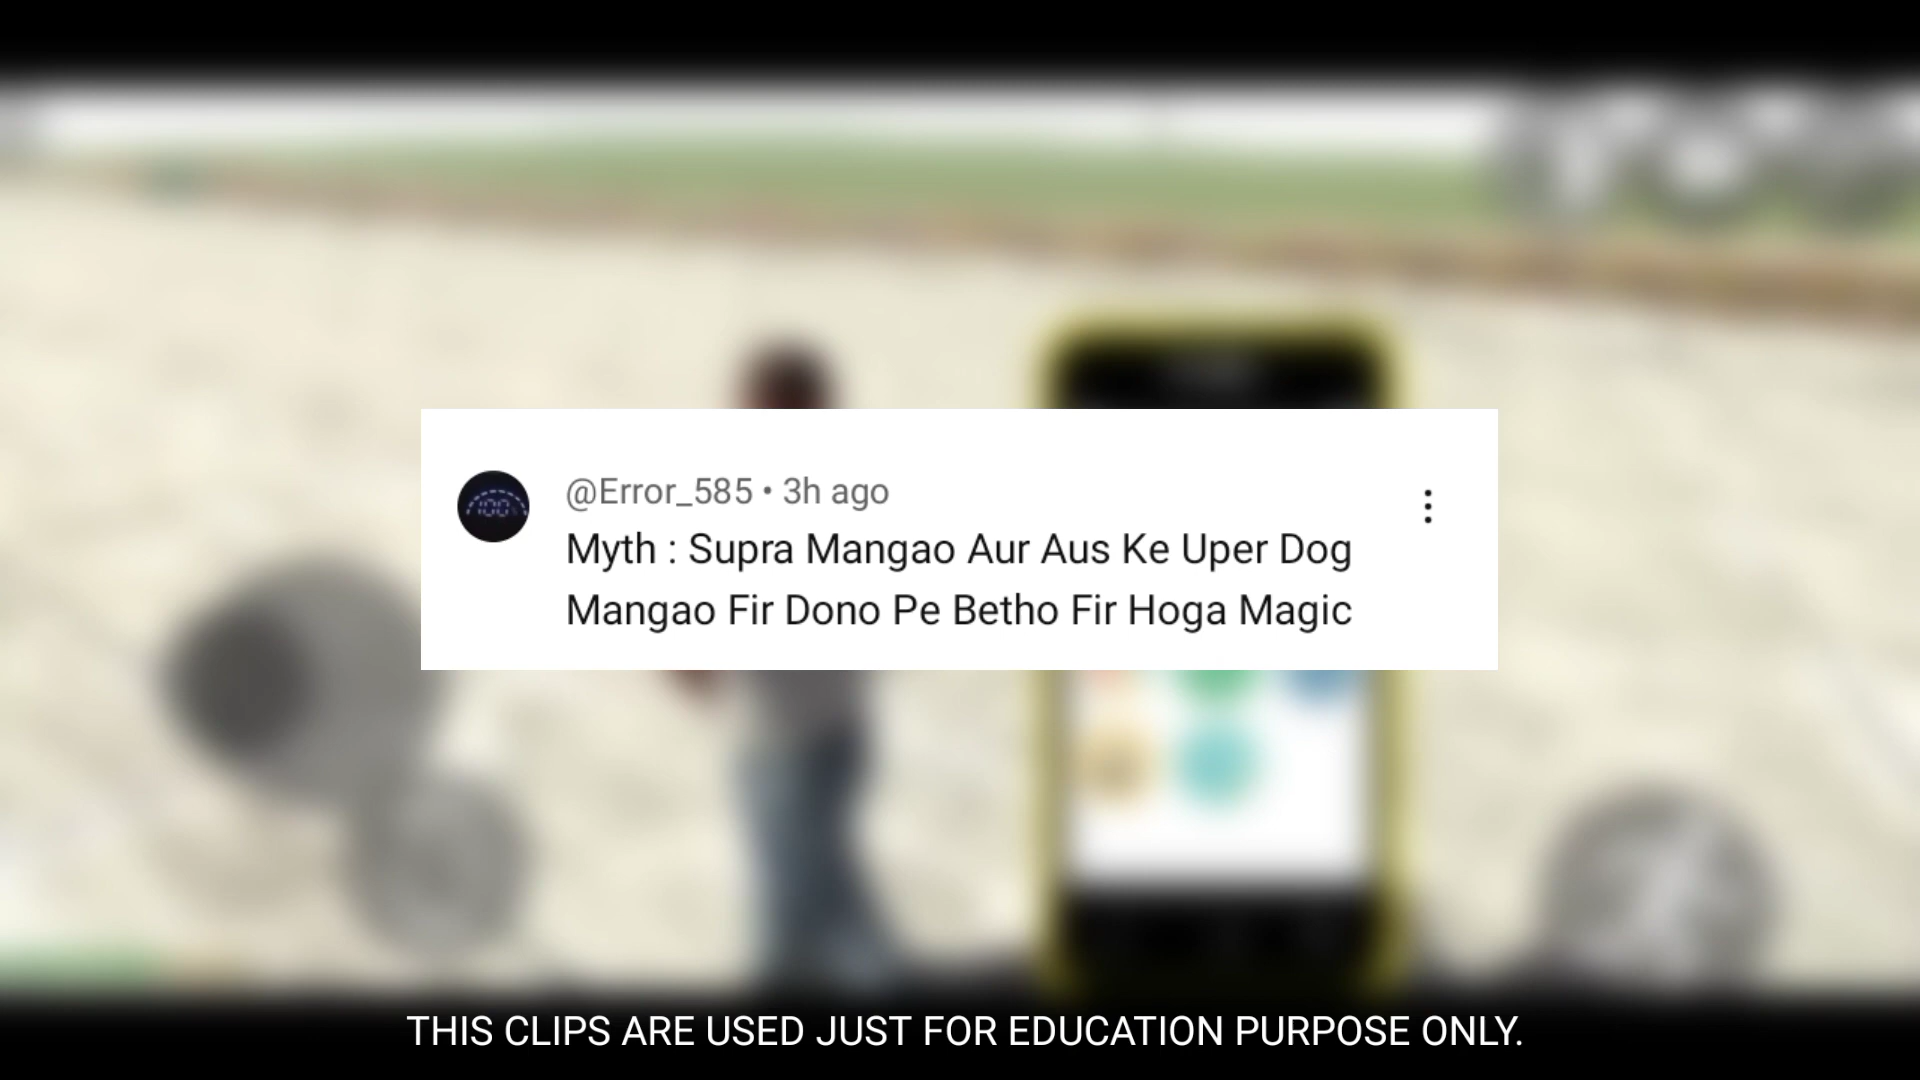 @Error_585 • 3h ago
Myth : Supra Mangao Aur Aus Ke Uper Dog
Mangao Fir Dono Pe Betho Fir Hoga Magic
100
THIS CLIPS ARE USED JUST FOR EDUCATION PURPOSE ONLY.